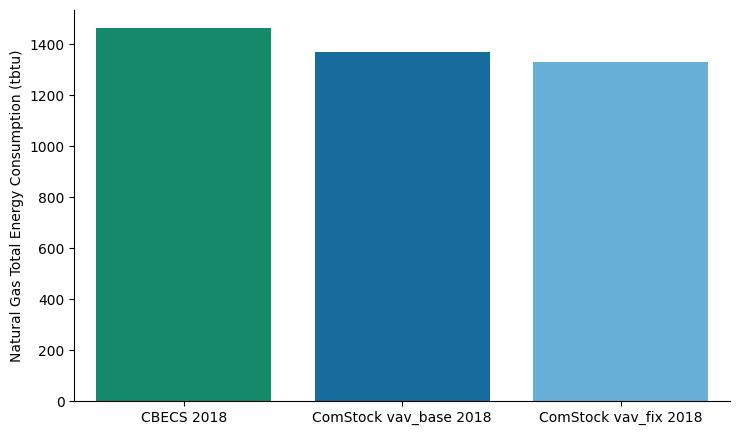 Natural Gas Total Energy Consumption (tbtu)
1400
1200
1000
800
600
400
200
0
CBECS 2018
ComStock vav_base 2018
ComStock vav_fix 2018